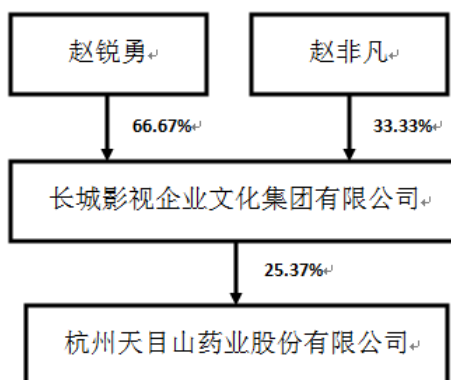 赵锐勇 赵非凡
66.67% 33.33%
长城影视企业文化集团有限公司
25.37%
杭州天目山药业股份有限公司